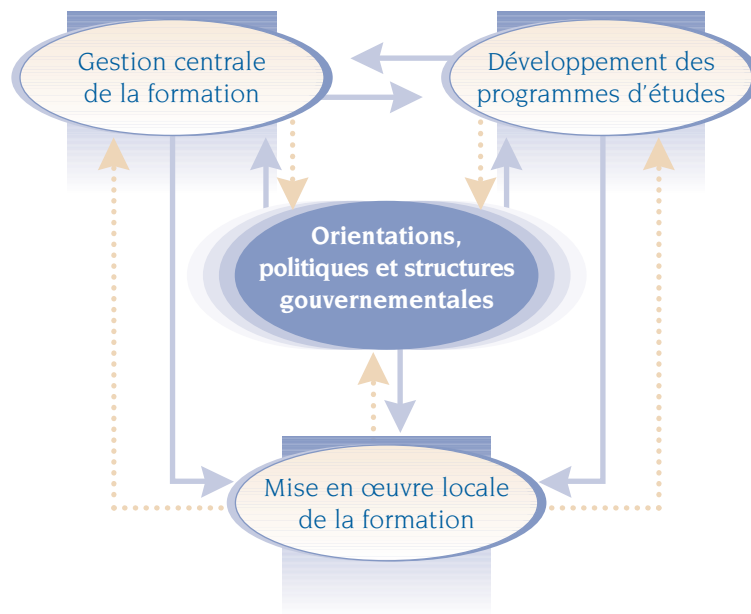 Gestion centrale
de la formation
Développement des
programmes d’études
Orientations,
politiques et structures
gouvernementales
Mise en œuvre locale
de la formation